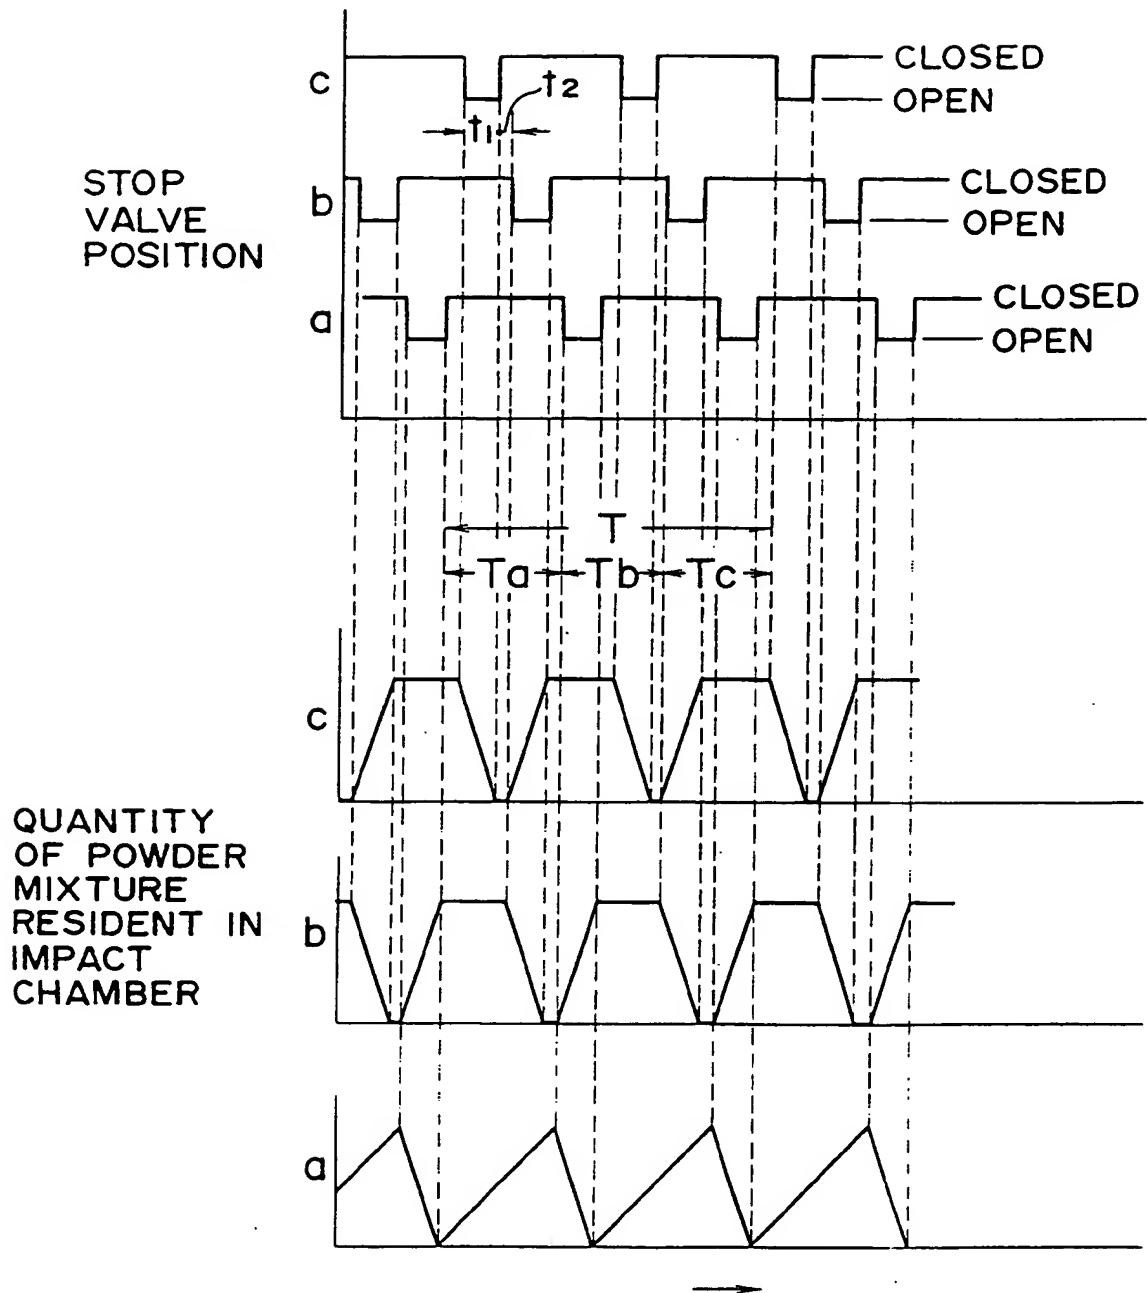 c
CLOSED
OPEN
t1
t2
STOP
VALVE
POSITION
b
CLOSED
OPEN
a
CLOSED
OPEN
T
Ta
Tb
Tc
c
QUANTITY
OF POWDER
MIXTURE
RESIDENT IN
IMPACT
CHAMBER
b
a